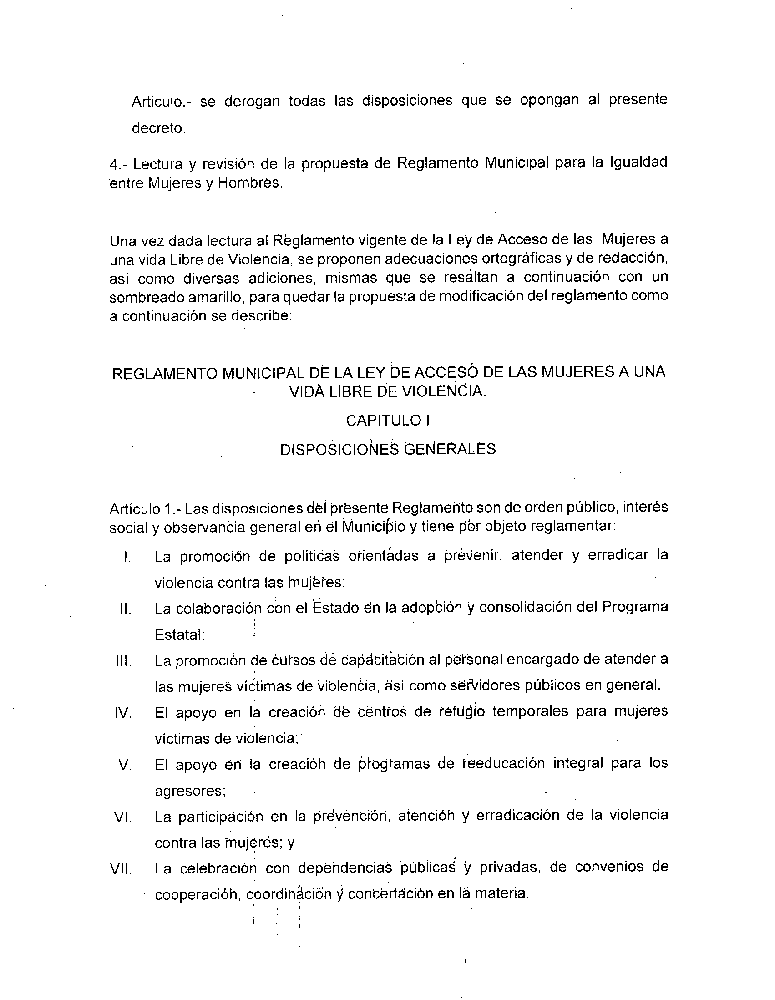 Articulo.- se derogan todas las disposiciones que se opongan al presente
decreto.
4.- Lectura y revisión de la propuesta de Reglamento Municipal para la Igualdad
entre Mujeres y Hombres.
Una vez dada lectura al Reglamento vigente de la Ley de Acceso de las Mujeres a
una vida Libre de Violencia, se proponen adecuaciones ortográficas y de redacción,
así como diversas adiciones, mismas que se resaltan a continuación con un
sombreado amarillo, para quedar la propuesta de modificación del reglamento como
a continuación se describe:
REGLAMENTO MUNICIPAL DE LA LEY DE ACCESO DE LAS MUJERES A UNA
VIDA LIBRE DE VIOLENCIA.
CAPITULO I
DISPOSICIONES GENERALES
Artículo 1.- Las disposiciones del presente Reglamento son de orden público, interés
social y observancia general en el Municipio y tiene por objeto reglamentar:
I. La promoción de políticas orientadas a prevenir, atender y erradicar la
violencia contra las mujeres;
II. La colaboración con el Estado en la adopción y consolidación del Programa
Estatal;
III. La promoción de cursos de capacitación al personal encargado de atender a
las mujeres víctimas de violencia, así como servidores públicos en general.
IV. El apoyo en la creación de centros de refugio temporales para mujeres
víctimas de violencia;
V. El apoyo en la creación de programas de reeducación integral para los
agresores;
VI. La participación en la prevención, atención y erradicación de la violencia
contra las mujeres; y
VII. La celebración con dependencias públicas y privadas, de convenios de
cooperación, coordinación y concertación en la materia.